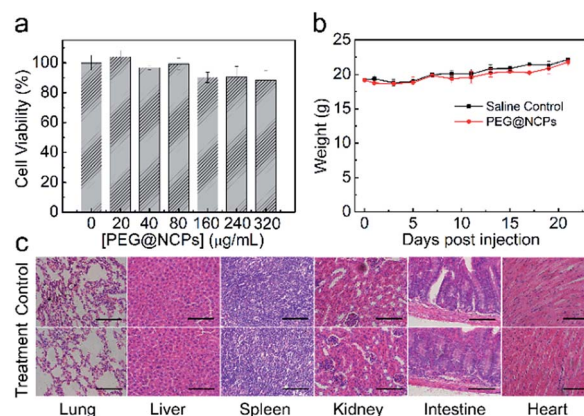 a
Cell Viability (%)
120
100
80
60
40
20
0
0 20 40 80 160 240 320
[PEG@NCPs] (μg/mL)
b
Weight (g)
25
20
15
10
5
0
Saline Control
PEG@NCPs
0 5 10 15 20
Days post injection
c
Control
Treatment
Lung Liver Spleen Kidney Intestine Heart